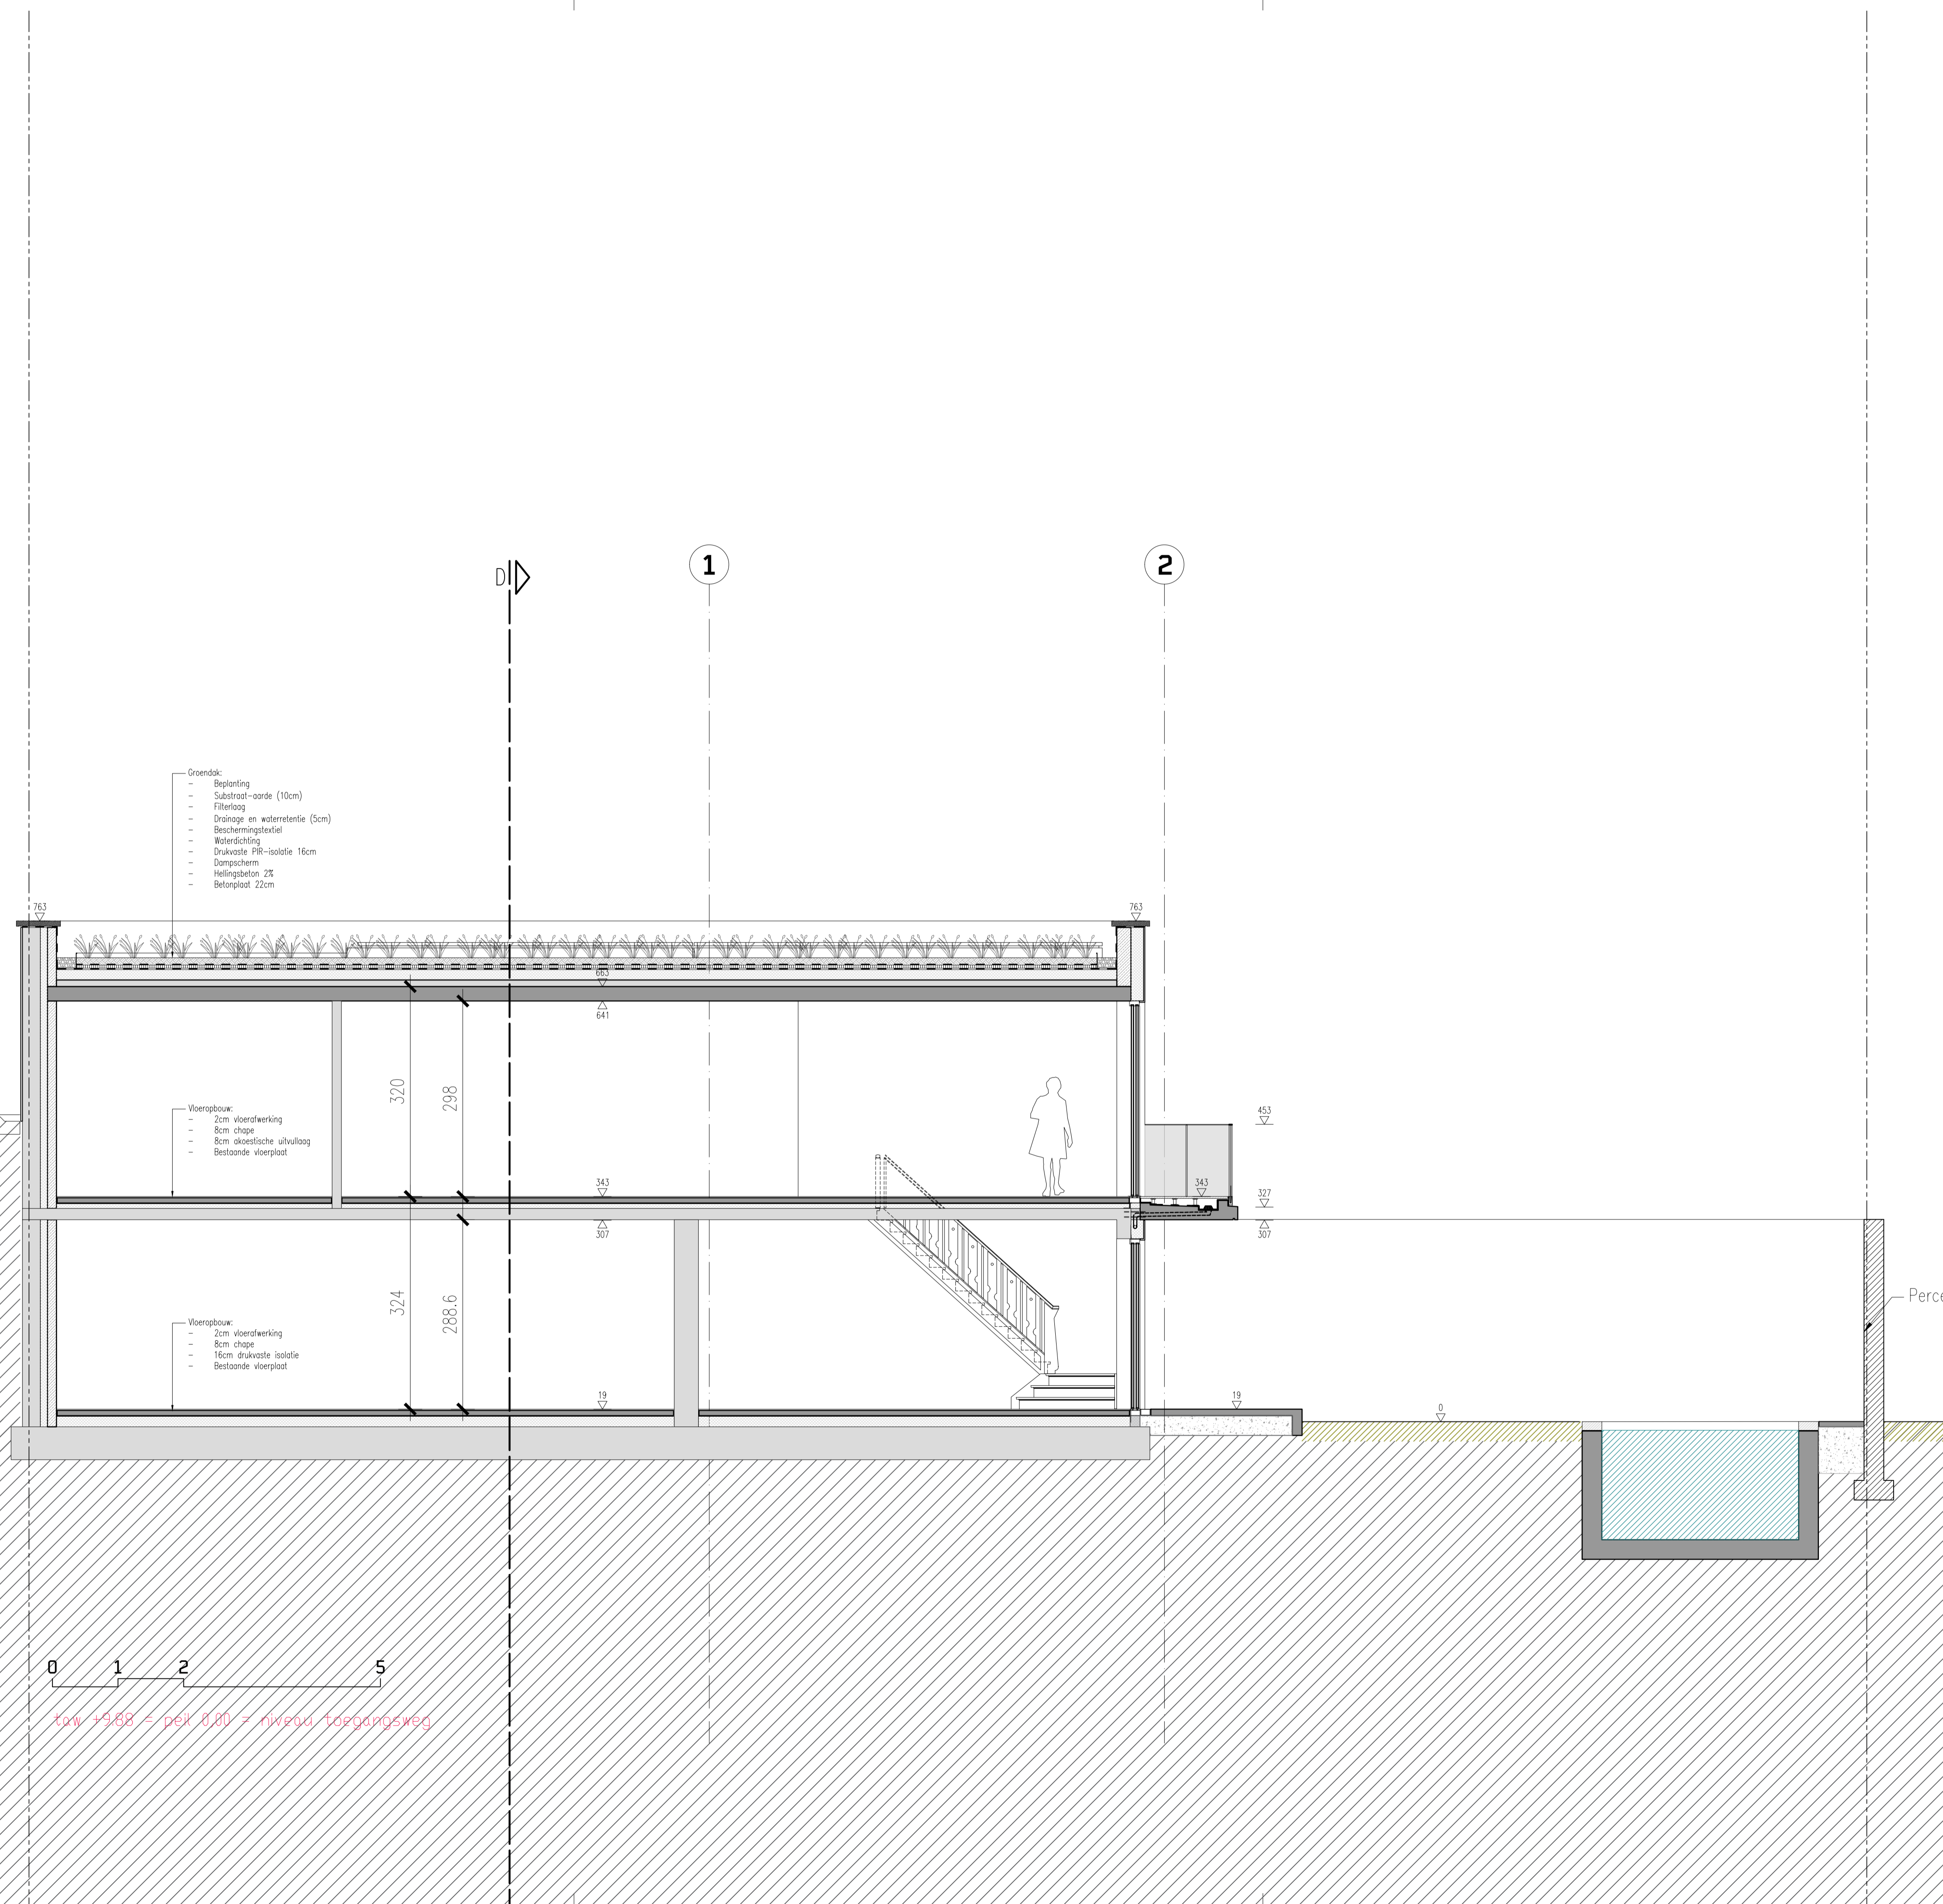 1
2
D
Groendak:
- Beplanting
- Substraat-aarde (10cm)
- Filterlaag
- Drainage en waterretentie (5cm)
- Beschermingstextiel
- Waterdichting
- Drukvaste PIR-isolatie 16cm
- Dampscherm
- Hellingsbeton 2%
- Betonplaat 22cm
763
763
663
641
320
298
Vloeropbouw:
- 2cm vloerafwerking
- 8cm chape
- 8cm akoestische uitvullaag
- Bestaande vloerplaat
453
343
343
327
307
307
324
288.6
Perce
Vloeropbouw:
- 2cm vloerafwerking
- 8cm chape
- 16cm drukvaste isolatie
- Bestaande vloerplaat
19
19
0
0 1 2 5
taw +9.88 = peil 0,00 = niveau toegangsweg